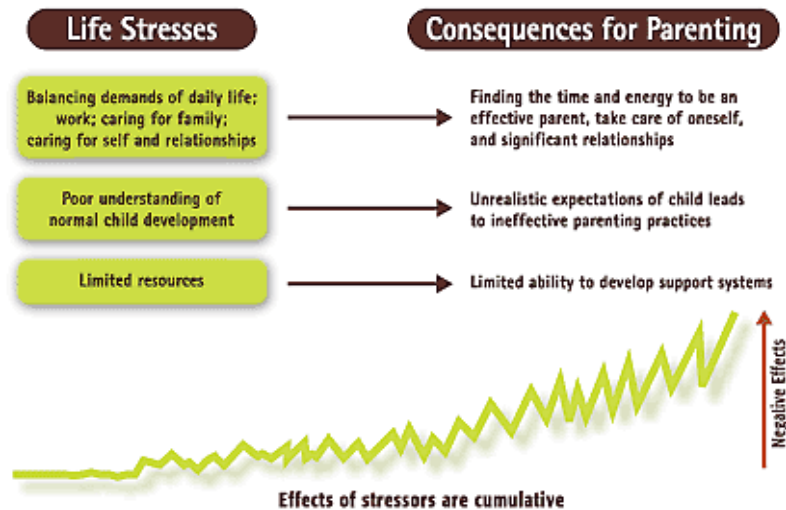 Life Stresses
Consequences for Parenting
Balancing demands of daily life;
work; caring for family;
caring for self and relationships
Finding the time and energy to be an
effective parent, take care of oneself,
and significant relationships
Poor understanding of
normal child development
Unrealistic expectations of child leads
to ineffective parenting practices
Limited resources
Limited ability to develop support systems
Negative Effects
Effects of stressors are cumulative